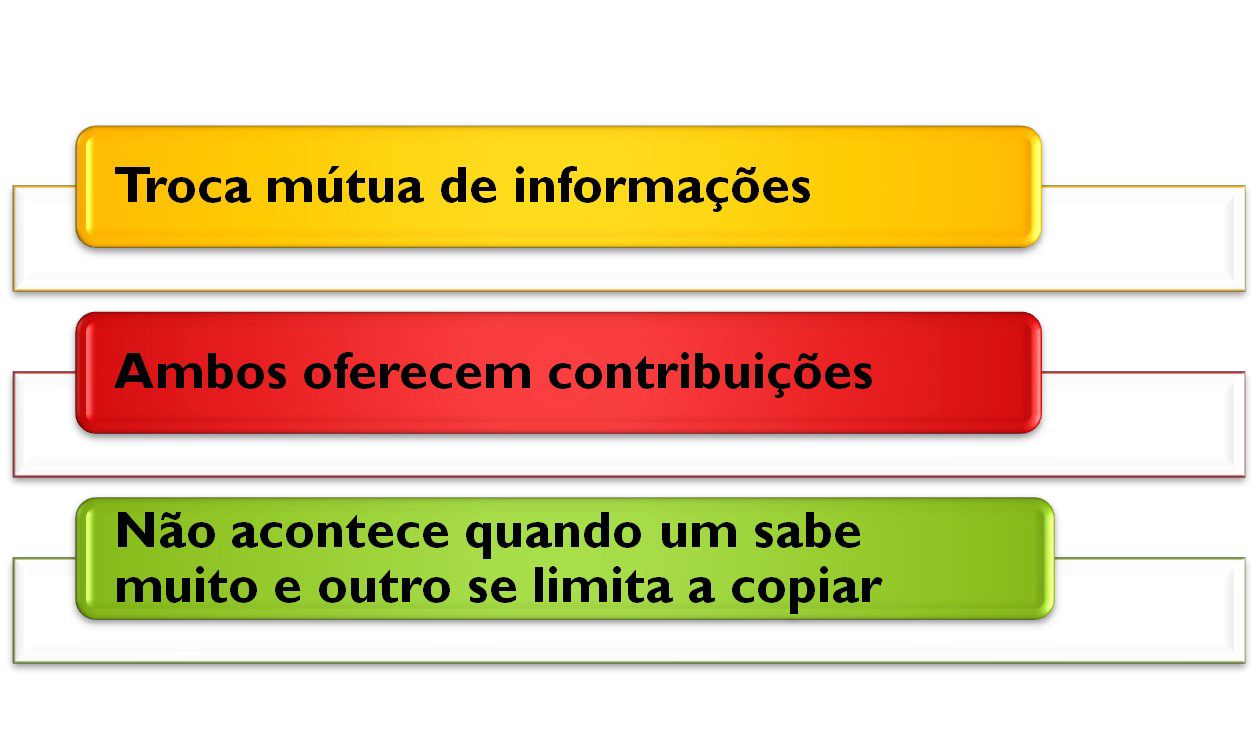 Troca mútua de informações
Ambos oferecem contribuições
Não acontece quando um sabe
muito e outro se limita a copiar